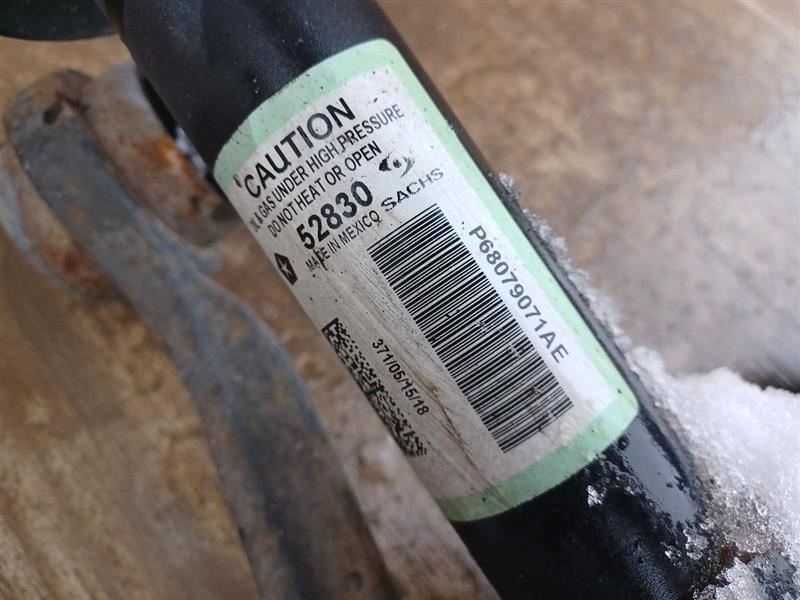 CAUTION
OIL & GAS UNDER HIGH PRESSURE
DO NOT HEAT OR OPEN
52830
SACHS
MADE IN MEXICO
P68079071AE
371/05/15/18